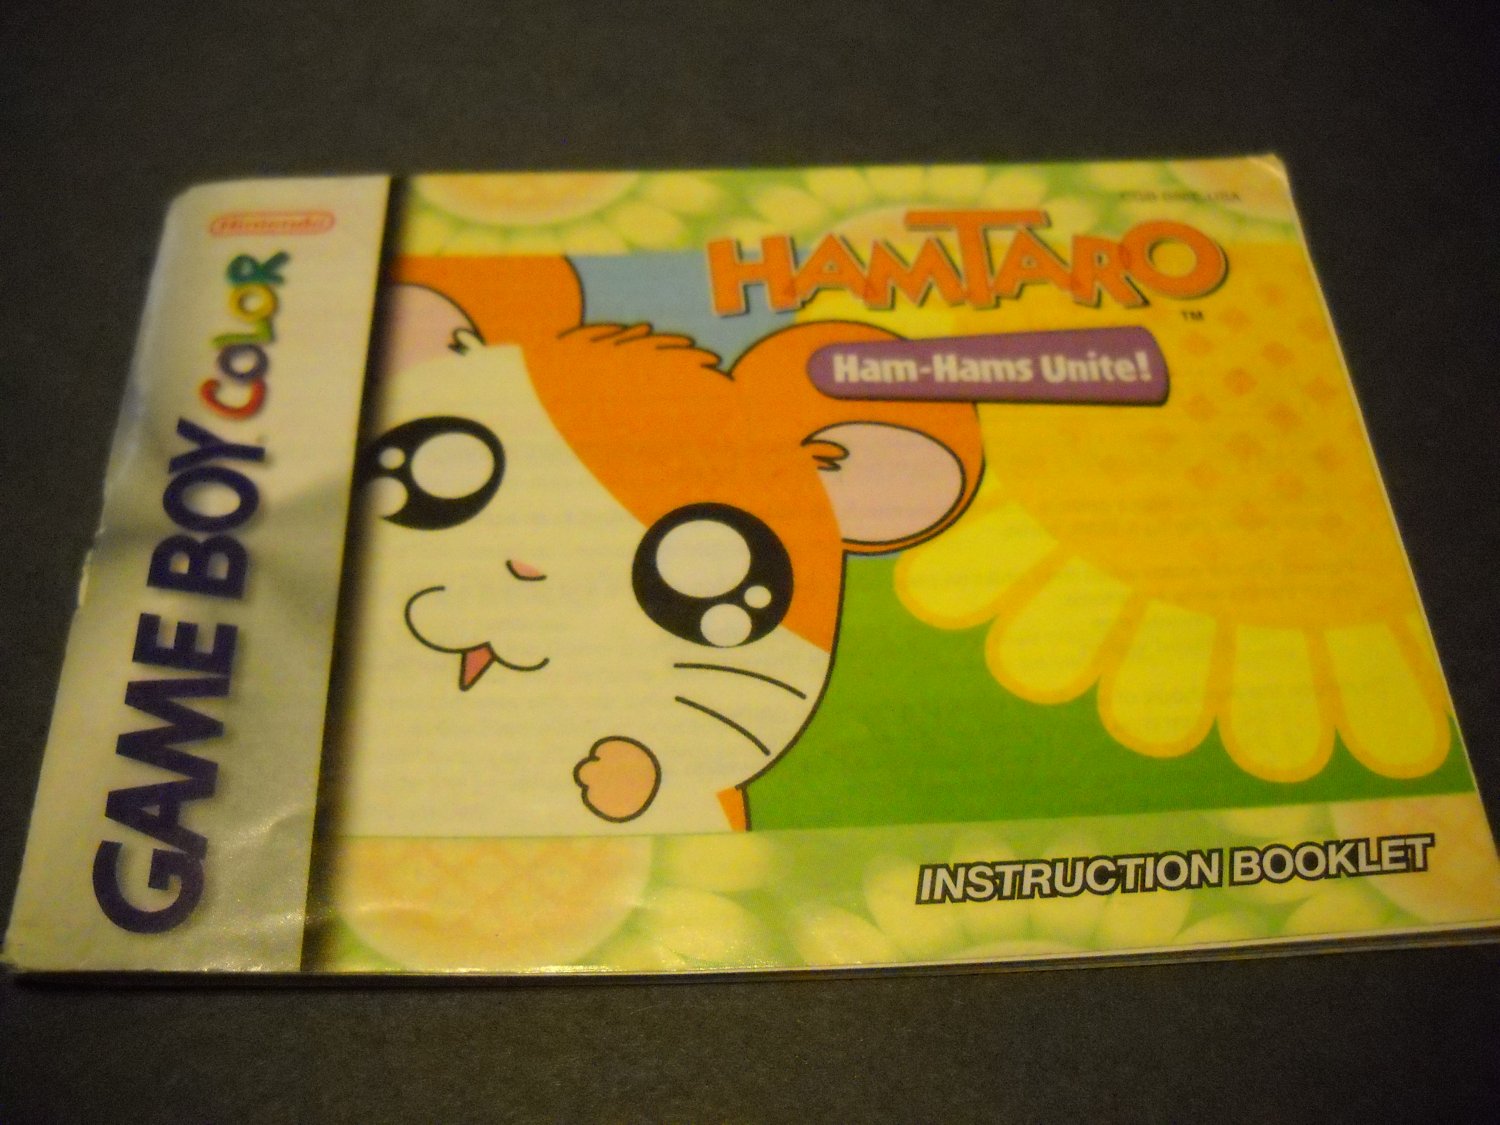 Nintendo
GAME BOY COLOR
HAMTARO
TM
Ham-Hams Unite!
INSTRUCTION BOOKLET